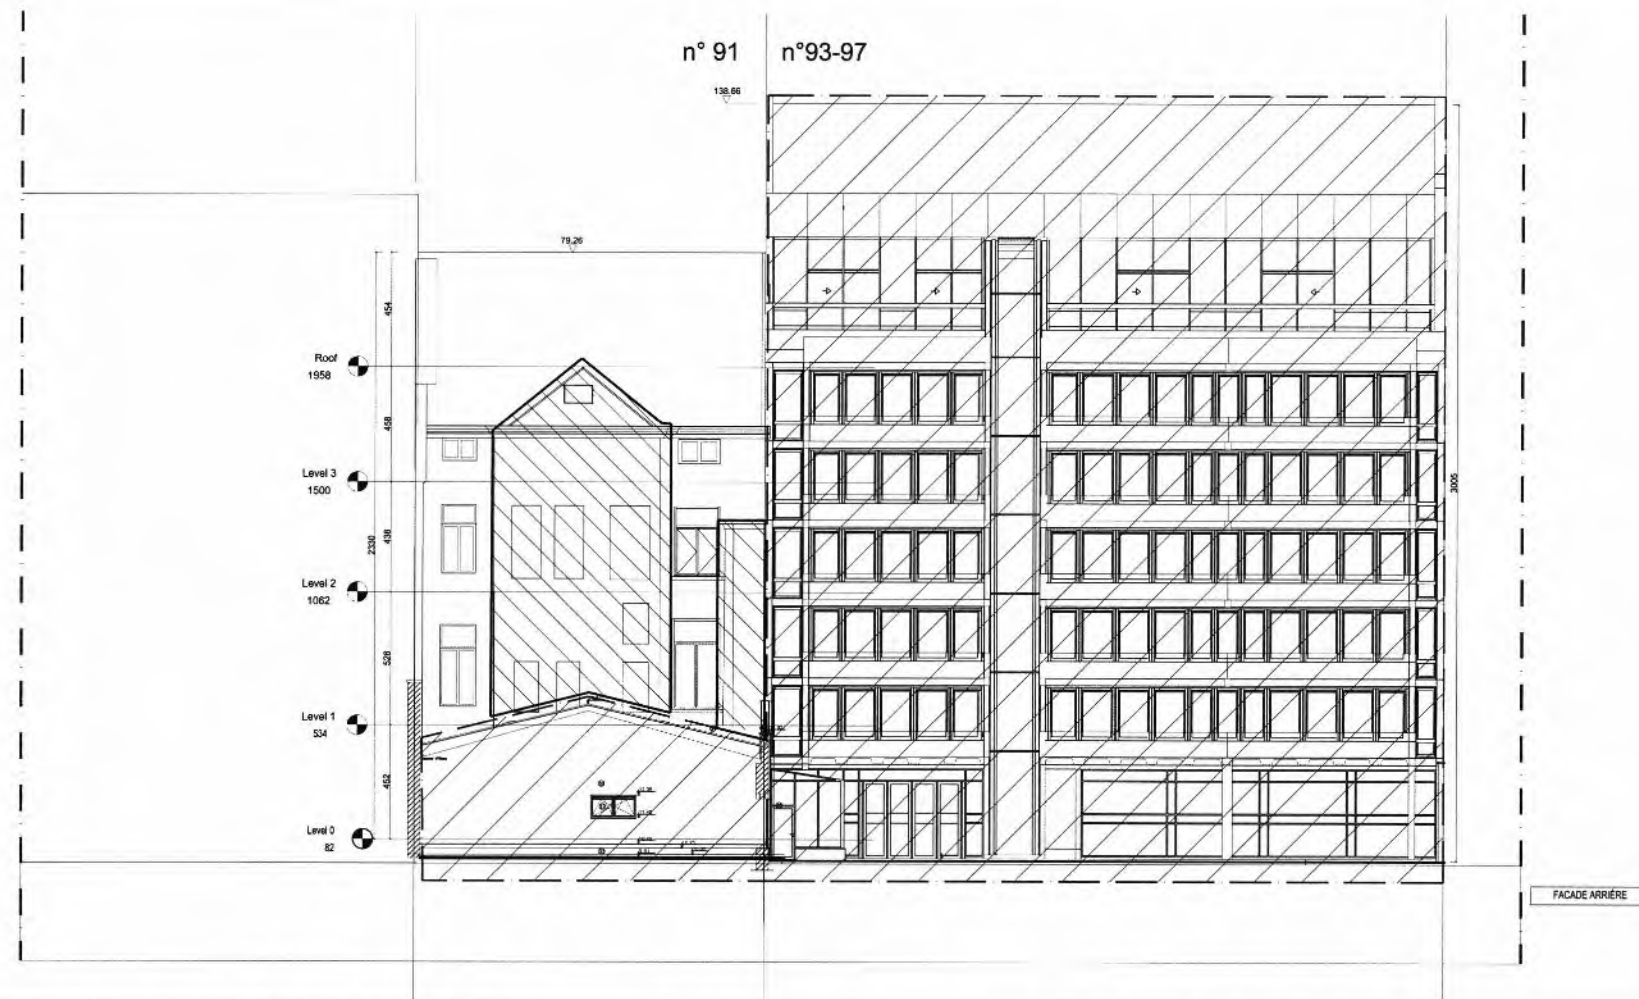 n° 91
n°93-97
138.66
79.26
454
Roof
1958
458
Level 3
1500
3005
438
2330
Level 2
1062
528
Level 1
534
452
Level 0
82
FACADE ARRIÈRE